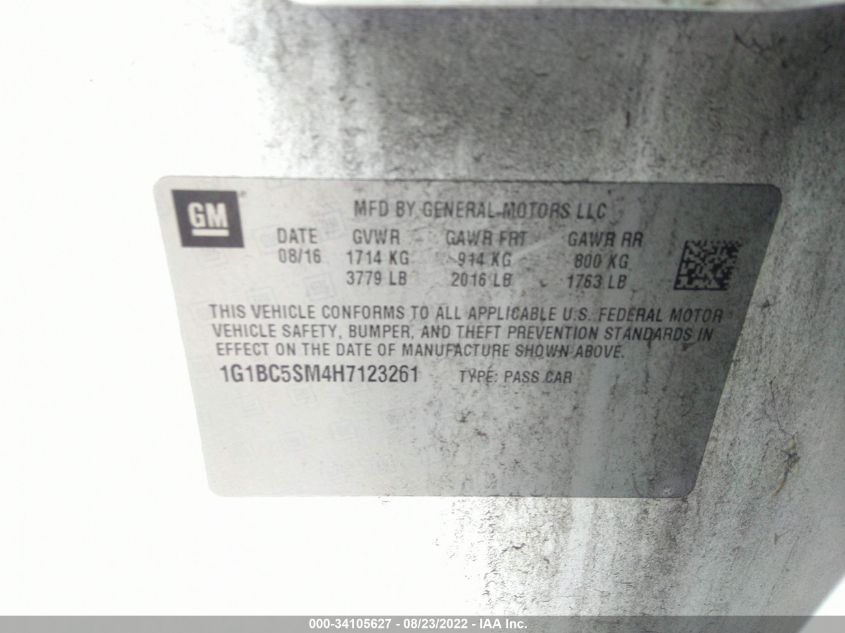 GM
MFD BY GENERAL MOTORS LLC
DATE GVWR GAWR FRT GAWR RR
08/16 1714 KG 914 KG 800 KG
3779 LB 2016 LB 1763 LB
THIS VEHICLE CONFORMS TO ALL APPLICABLE U.S. FEDERAL MOTOR
VEHICLE SAFETY, BUMPER, AND THEFT PREVENTION STANDARDS IN
EFFECT ON THE DATE OF MANUFACTURE SHOWN ABOVE.
1G1BC5SM4H7123261 TYPE: PASS CAR
000-34105627 - 08/23/2022 - IAA Inc.